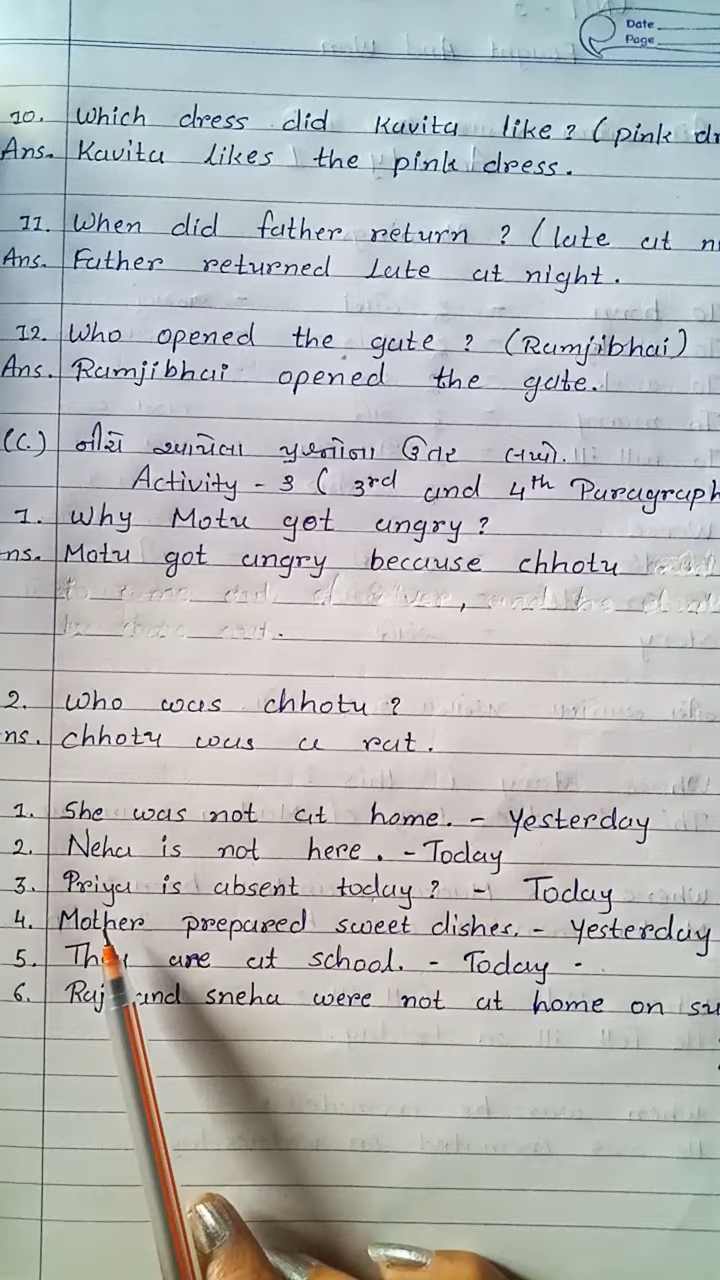 Date
Page
10. Which dress did Kavita like? (pink dr
Ans. Kavita likes the pink dress.
11. When did father return? (late at n
Ans. Father returned late at night.
12. Who opened the gate? (Ramjibhai)
Ans. Ramjibhai opened the gate.
(C.) નીચે આપેલા પ્રશ્નોના ઉત્તર લખો.
Activity - 3 ( 3rd and 4th Paragraph
1. Why Motu got angry?
ns. Motu got angry because chhotu
2. Who was chhotu?
ns. chhotu was a rat.
1. She was not at home. - Yesterday
2. Neha is not here. - Today
3. Priya is absent today? - Today
4. Mother prepared sweet dishes. - Yesterday
5. are at school. - Today -
6. and sneha were not at home on su